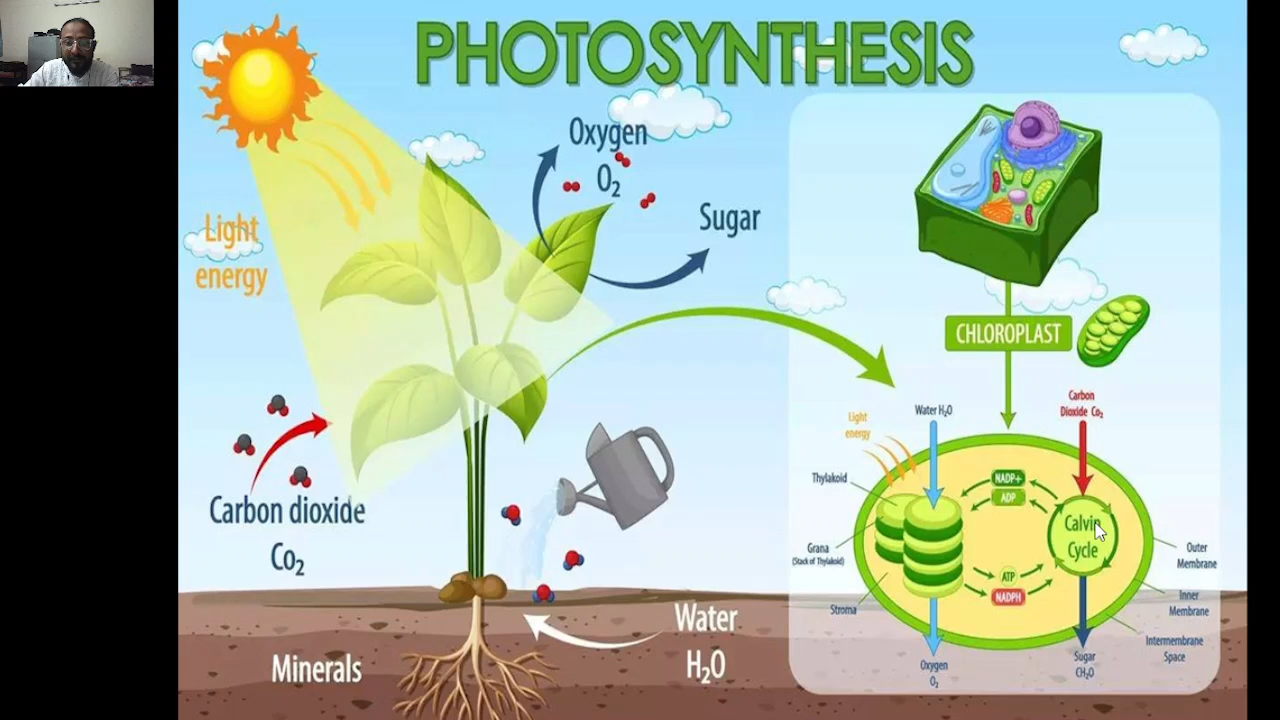 PHOTOSYNTHESIS
Oxygen
O₂
Sugar
Light
energy
Carbon dioxide
Co₂
Water
H₂O
Minerals
CHLOROPLAST
Light
energy
Water H₂O
Carbon
Dioxide Co₂
Thylakoid
NADP+
ADP
Calvin
Cycle
Grana
(Stack of Thylakoid)
ATP
NADPH
Stroma
Outer
Membrane
Inner
Membrane
Intermembrane
Space
Oxygen
O₂
Sugar
CH₂O